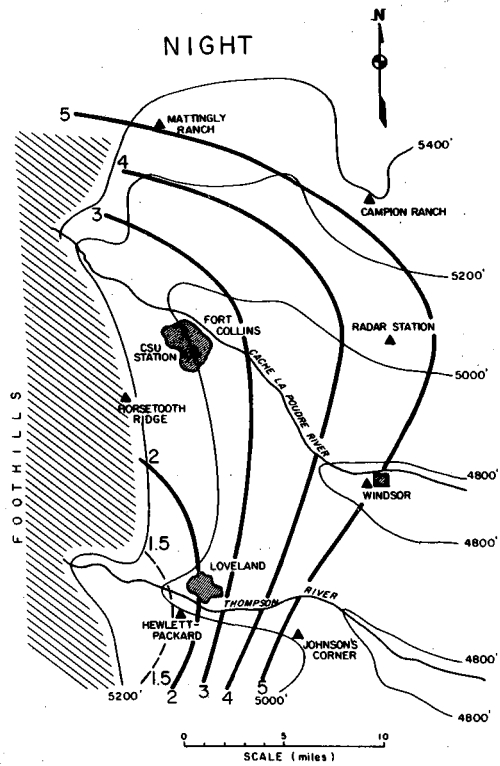 NIGHT
N
5
MATTINGLY
RANCH
5400'
4
CAMPION RANCH
3
5200'
FORT
COLLINS
RADAR STATION
CSU
STATION
5000'
CACHE LA POUDRE RIVER
HORSETOOTH
RIDGE
FOOTHILLS
2
4800'
WINDSOR
4800'
1.5
LOVELAND
THOMPSON RIVER
HEWLETT-
PACKARD
JOHNSON'S
CORNER
4800'
1.5
5200'
2
3
4
5
5000'
4800'
0
5
10
SCALE (miles)